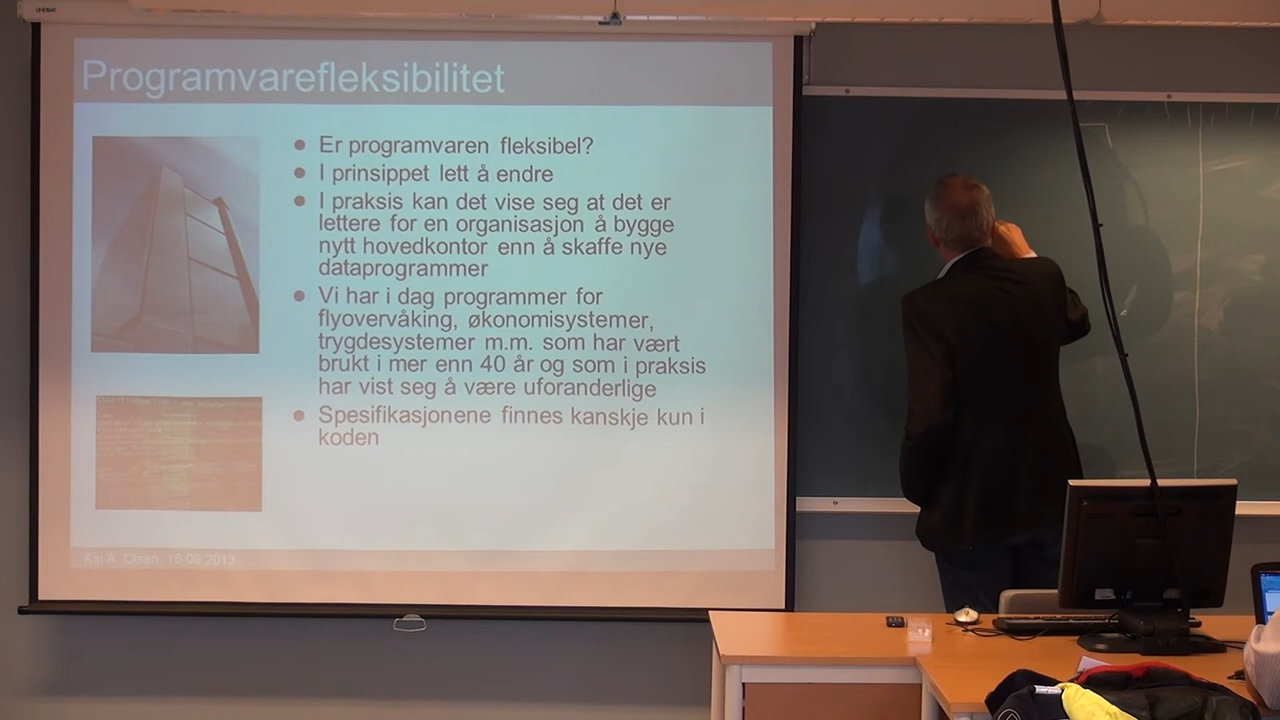 Programvarefleksibilitet
Er programvaren fleksibel?
I prinsippet lett å endre
I praksis kan det vise seg at det er
lettere for en organisasjon å bygge
nytt hovedkontor enn å skaffe nye
dataprogrammer
Vi har i dag programmer for
flyovervåking, økonomisystemer,
trygdesystemer m.m. som har vært
brukt i mer enn 40 år og som i praksis
har vist seg å være uforanderlige
Spesifikasjonene finnes kanskje kun i
koden
Kai A. Olsen, 16.09.2013